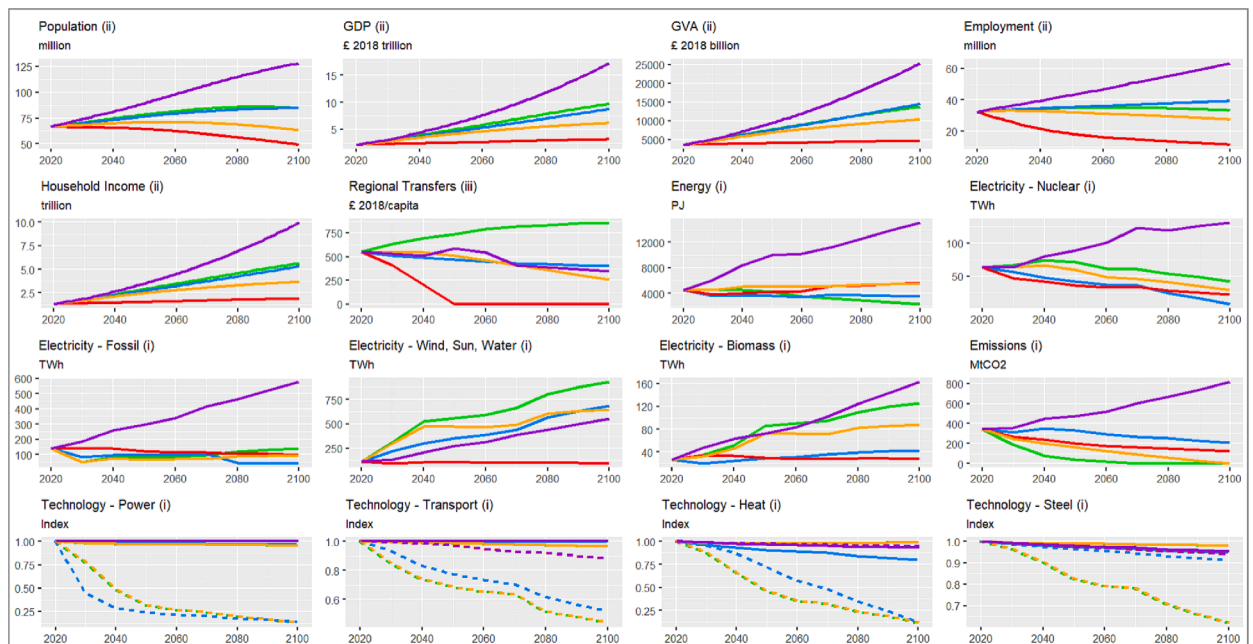 Population (ii) GDP (ii) GVA (ii) Employment (ii)
million £ 2018 trillion £ 2018 billion million
125 15 25000 60
100 10 20000 40
75 5 15000 20
50 10000
5000
2020 2040 2060 2080 2100 2020 2040 2060 2080 2100 2020 2040 2060 2080 2100 2020 2040 2060 2080 2100
Household Income (ii) Regional Transfers (iii) Energy (i) Electricity - Nuclear (i)
trillion £ 2018/capita PJ TWh
10.0 750 12000 100
7.5 500 8000 50
5.0 250 4000
2.5 0
2020 2040 2060 2080 2100 2020 2040 2060 2080 2100 2020 2040 2060 2080 2100 2020 2040 2060 2080 2100
Electricity - Fossil (i) Electricity - Wind, Sun, Water (i) Electricity - Biomass (i) Emissions (i)
TWh TWh TWh MtCO2
600 750 160 800
500 500 120 600
400 250 80 400
300 40 200
200 0
100
2020 2040 2060 2080 2100 2020 2040 2060 2080 2100 2020 2040 2060 2080 2100 2020 2040 2060 2080 2100
Technology - Power (i) Technology - Transport (i) Technology - Heat (i) Technology - Steel (i)
Index Index Index Index
1.00 1.0 1.00 1.0
0.75 0.8 0.75 0.9
0.50 0.6 0.50 0.8
0.25 0.25 0.7
2020 2040 2060 2080 2100 2020 2040 2060 2080 2100 2020 2040 2060 2080 2100 2020 2040 2060 2080 2100